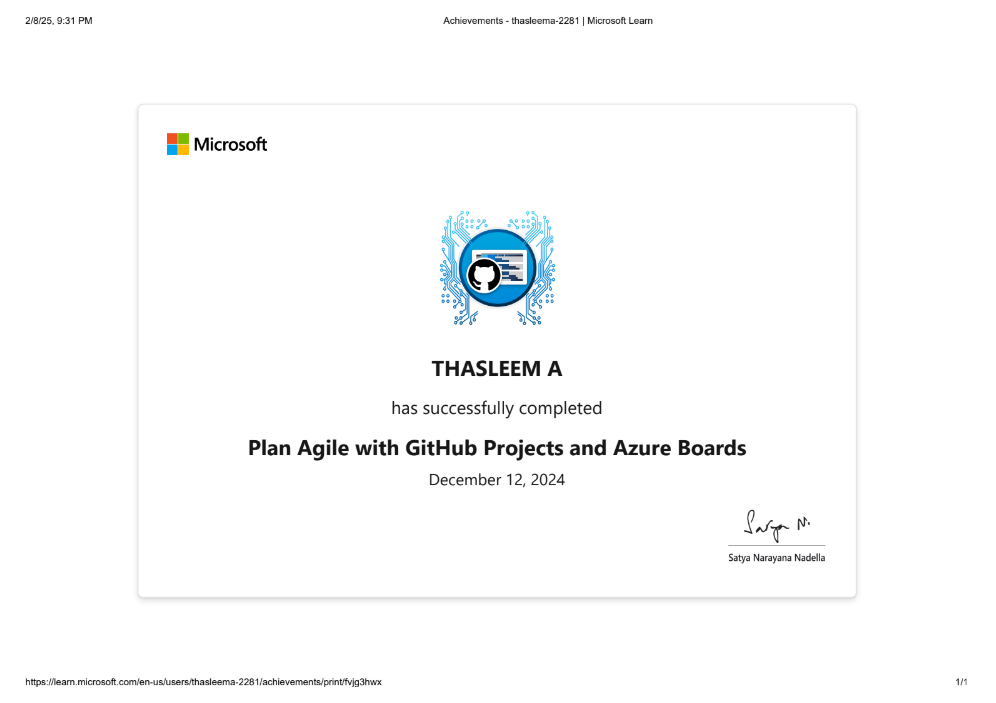 2/8/25, 9:31 PM
Achievements - thasleema-2281 | Microsoft Learn
Microsoft
THASLEEM A
has successfully completed
Plan Agile with GitHub Projects and Azure Boards
December 12, 2024
Satya N.
Satya Narayana Nadella
https://learn.microsoft.com/en-us/users/thasleema-2281/achievements/print/fvjg3hwx
1/1